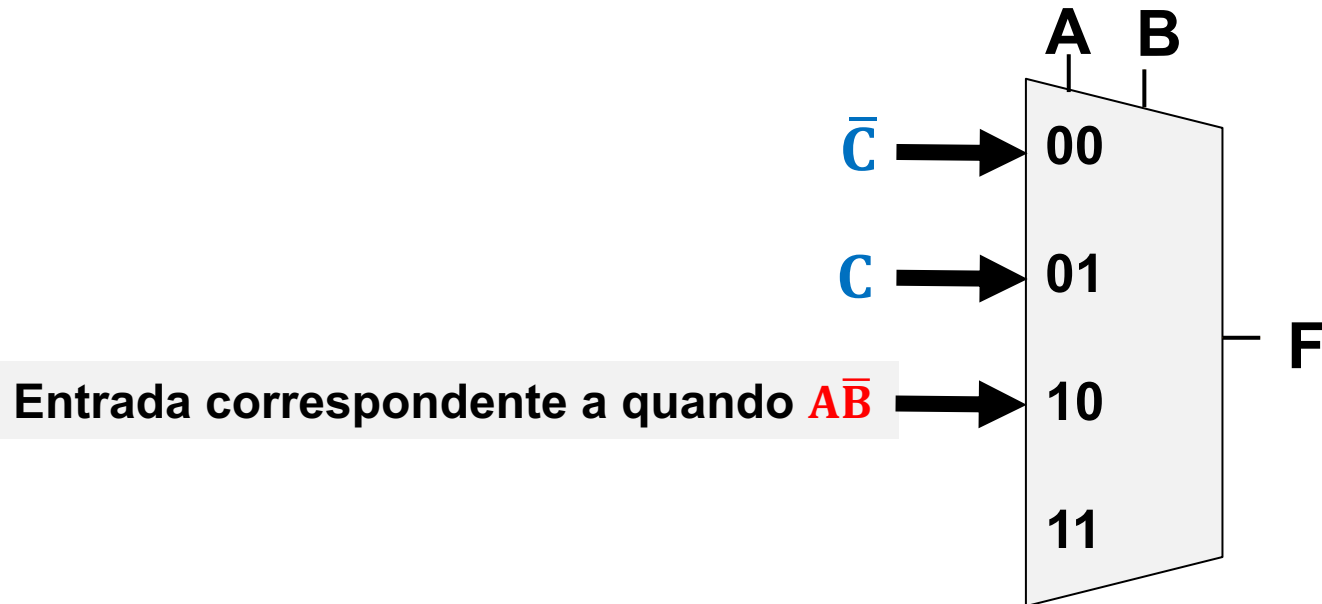 A B
C̅ 00
C 01
F
Entrada correspondente a quando AB̅ 10
11